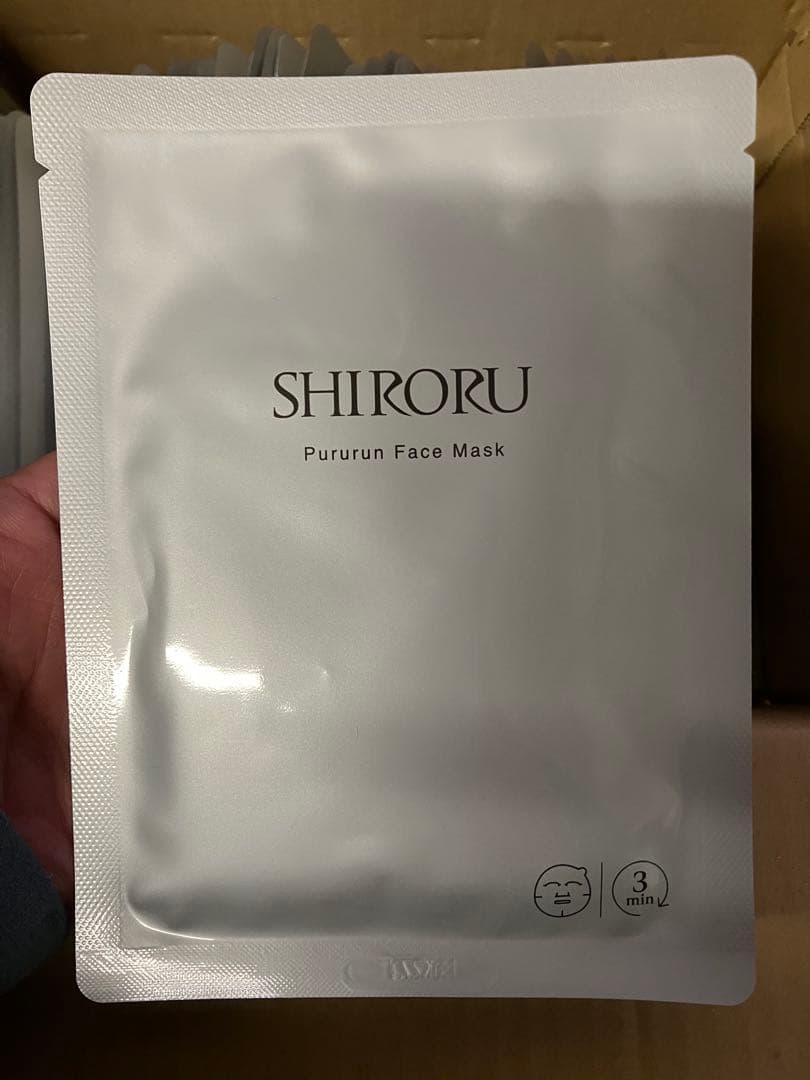 SHIRORU
Pururun Face Mask
3
min